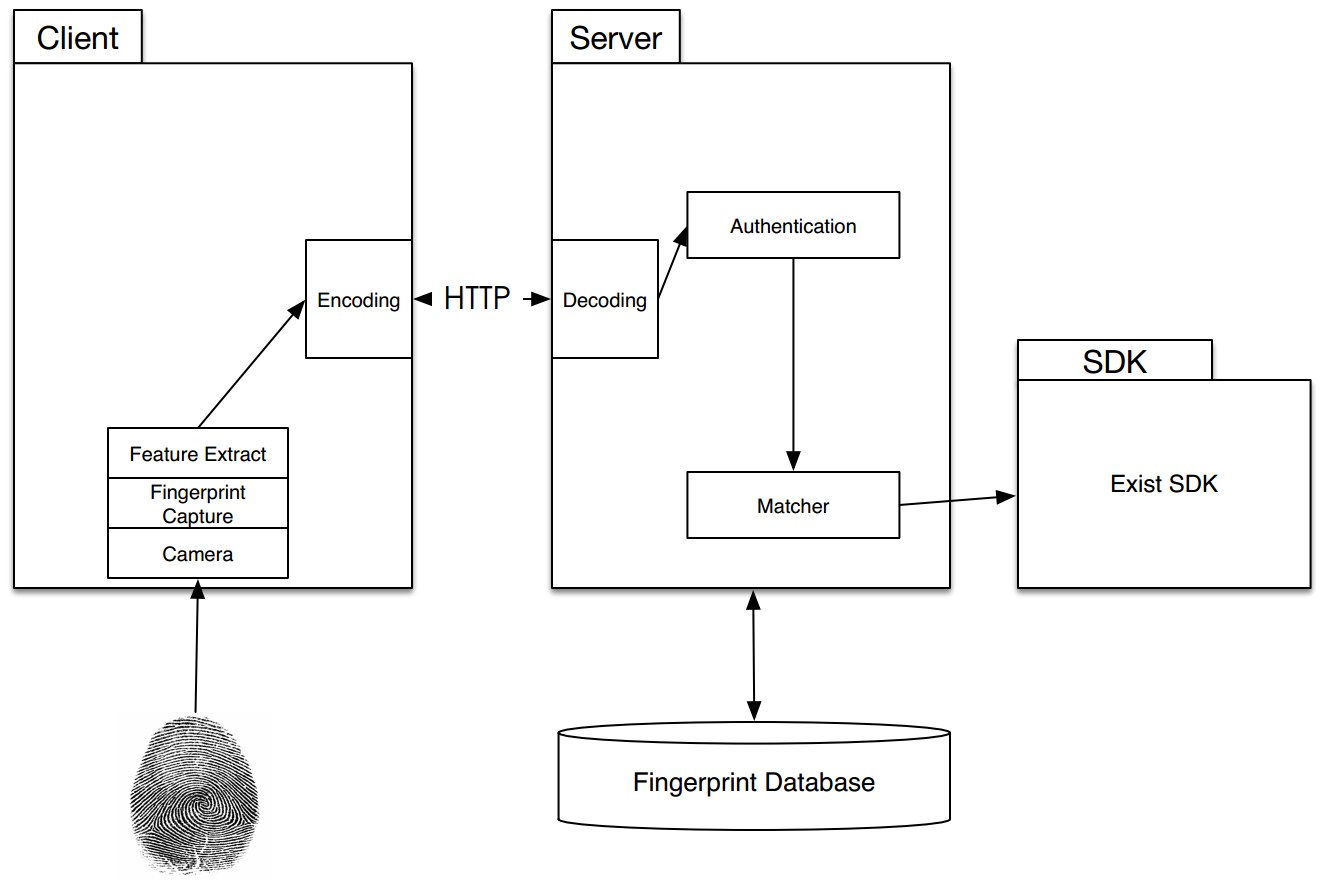 Client
Server
Authentication
Encoding
HTTP
Decoding
SDK
Feature Extract
Fingerprint
Capture
Camera
Matcher
Exist SDK
Fingerprint Database